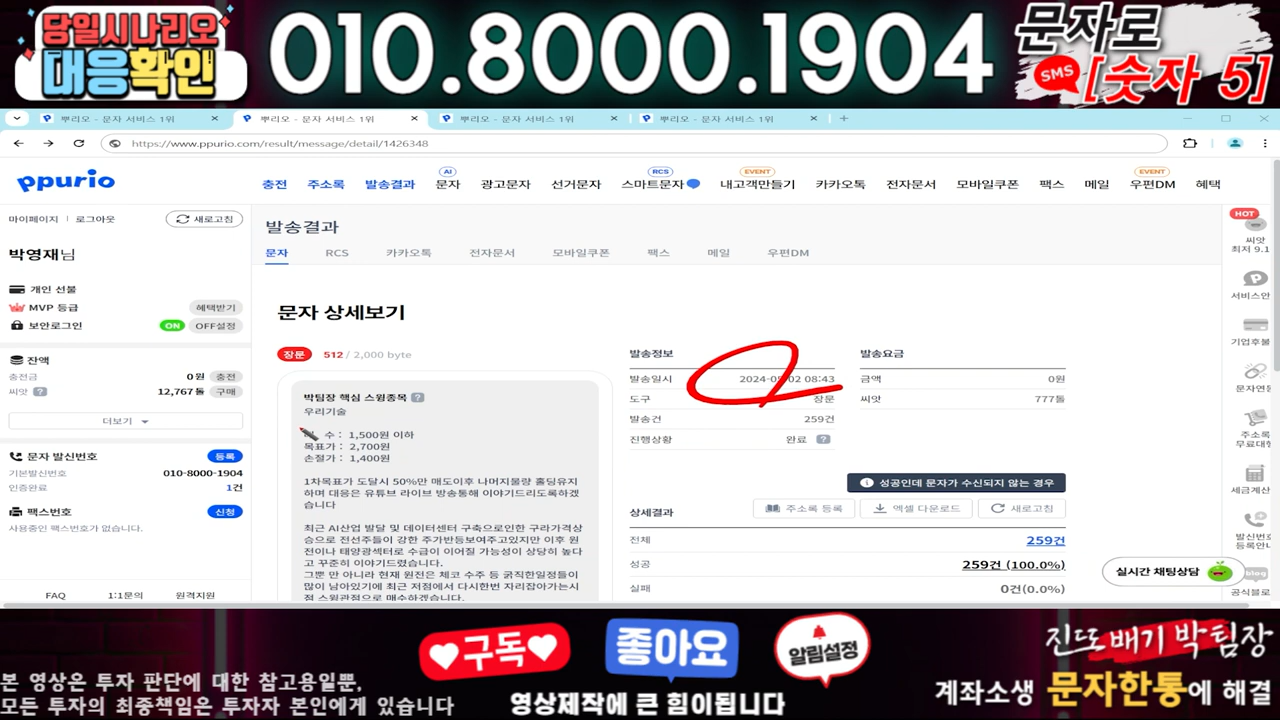 당일시나리오
대응확인
010.8000.1904
문자로
SMS
[숫자 5]
뿌리오 - 문자 서비스 1위
뿌리오 - 문자 서비스 1위
뿌리오 - 문자 서비스 1위
뿌리오 - 문자 서비스 1위
https://www.ppurio.com/result/message/detail/1426348
ppurio
AI
RCS
EVENT
EVENT
충전 주소록 발송결과 문자 광고문자 선거문자 스마트문자 내고객만들기 카카오톡 전자문서 모바일쿠폰 팩스 메일 우편DM 혜택
마이페이지 | 로그아웃
새로고침
박영재님
개인 선불
MVP 등급 혜택받기
보안로그인 ON OFF설정
잔액
충전금 0원 충전
씨앗 ? 12,767톨 구매
더보기
문자 발신번호 등록
기본발신번호 010-8000-1904
인증완료 1건
팩스번호 신청
사용중인 팩스번호가 없습니다.
FAQ 1:1문의 원격지원
발송결과
문자 RCS 카카오톡 전자문서 모바일쿠폰 팩스 메일 우편DM
문자 상세보기
장문 512 / 2,000 byte
박팀장 핵심 스윙종목 ?
우리기술
수 : 1,500원 이하
목표가 : 2,700원
손절가 : 1,400원
1차목표가 도달시 50%만 매도이후 나머지물량 홀딩유지
하며 대응은 유튜브 라이브 방송통해 이야기드리도록하겠
습니다
최근 AI산업 발달 및 데이터센터 구축으로인한 구리가격상
승으로 전선주들이 강한 주가반등보여주고있지만 이후 원
전이나 태양광섹터로 수급이 이어질 가능성이 상당히 높다
고 꾸준히 이야기드렸습니다.
그뿐 만 아니라 현재 원전은 체코 수주 등 굵직한일정들이
많이 남아있기에 최근 저점에서 다시한번 자리잡아가는시
점 스윙관점으로 매수하겠습니다.
발송정보
발송일시 2024-05-02 08:43
도구 장문
발송건 259건
진행상황 완료 ?
발송요금
금액 0원
씨앗 777톨
성공인데 문자가 수신되지 않는 경우
상세결과
주소록 등록 엑셀 다운로드 새로고침
전체 259건
성공 259건 (100.0%)
실패 0건(0.0%)
HOT
씨앗
최저 9.1
서비스안
기업후불
문자연동
주소록
무료대행
세금계산
발신번호
등록안내
blog
공식블로
실시간 채팅상담
본 영상은 투자 판단에 대한 참고용일뿐,
모든 투자의 최종책임은 투자자 본인에게 있습니다
구독
좋아요
알림설정
영상제작에 큰 힘이됩니다
진또배기 박팀장
계좌소생 문자한통에 해결